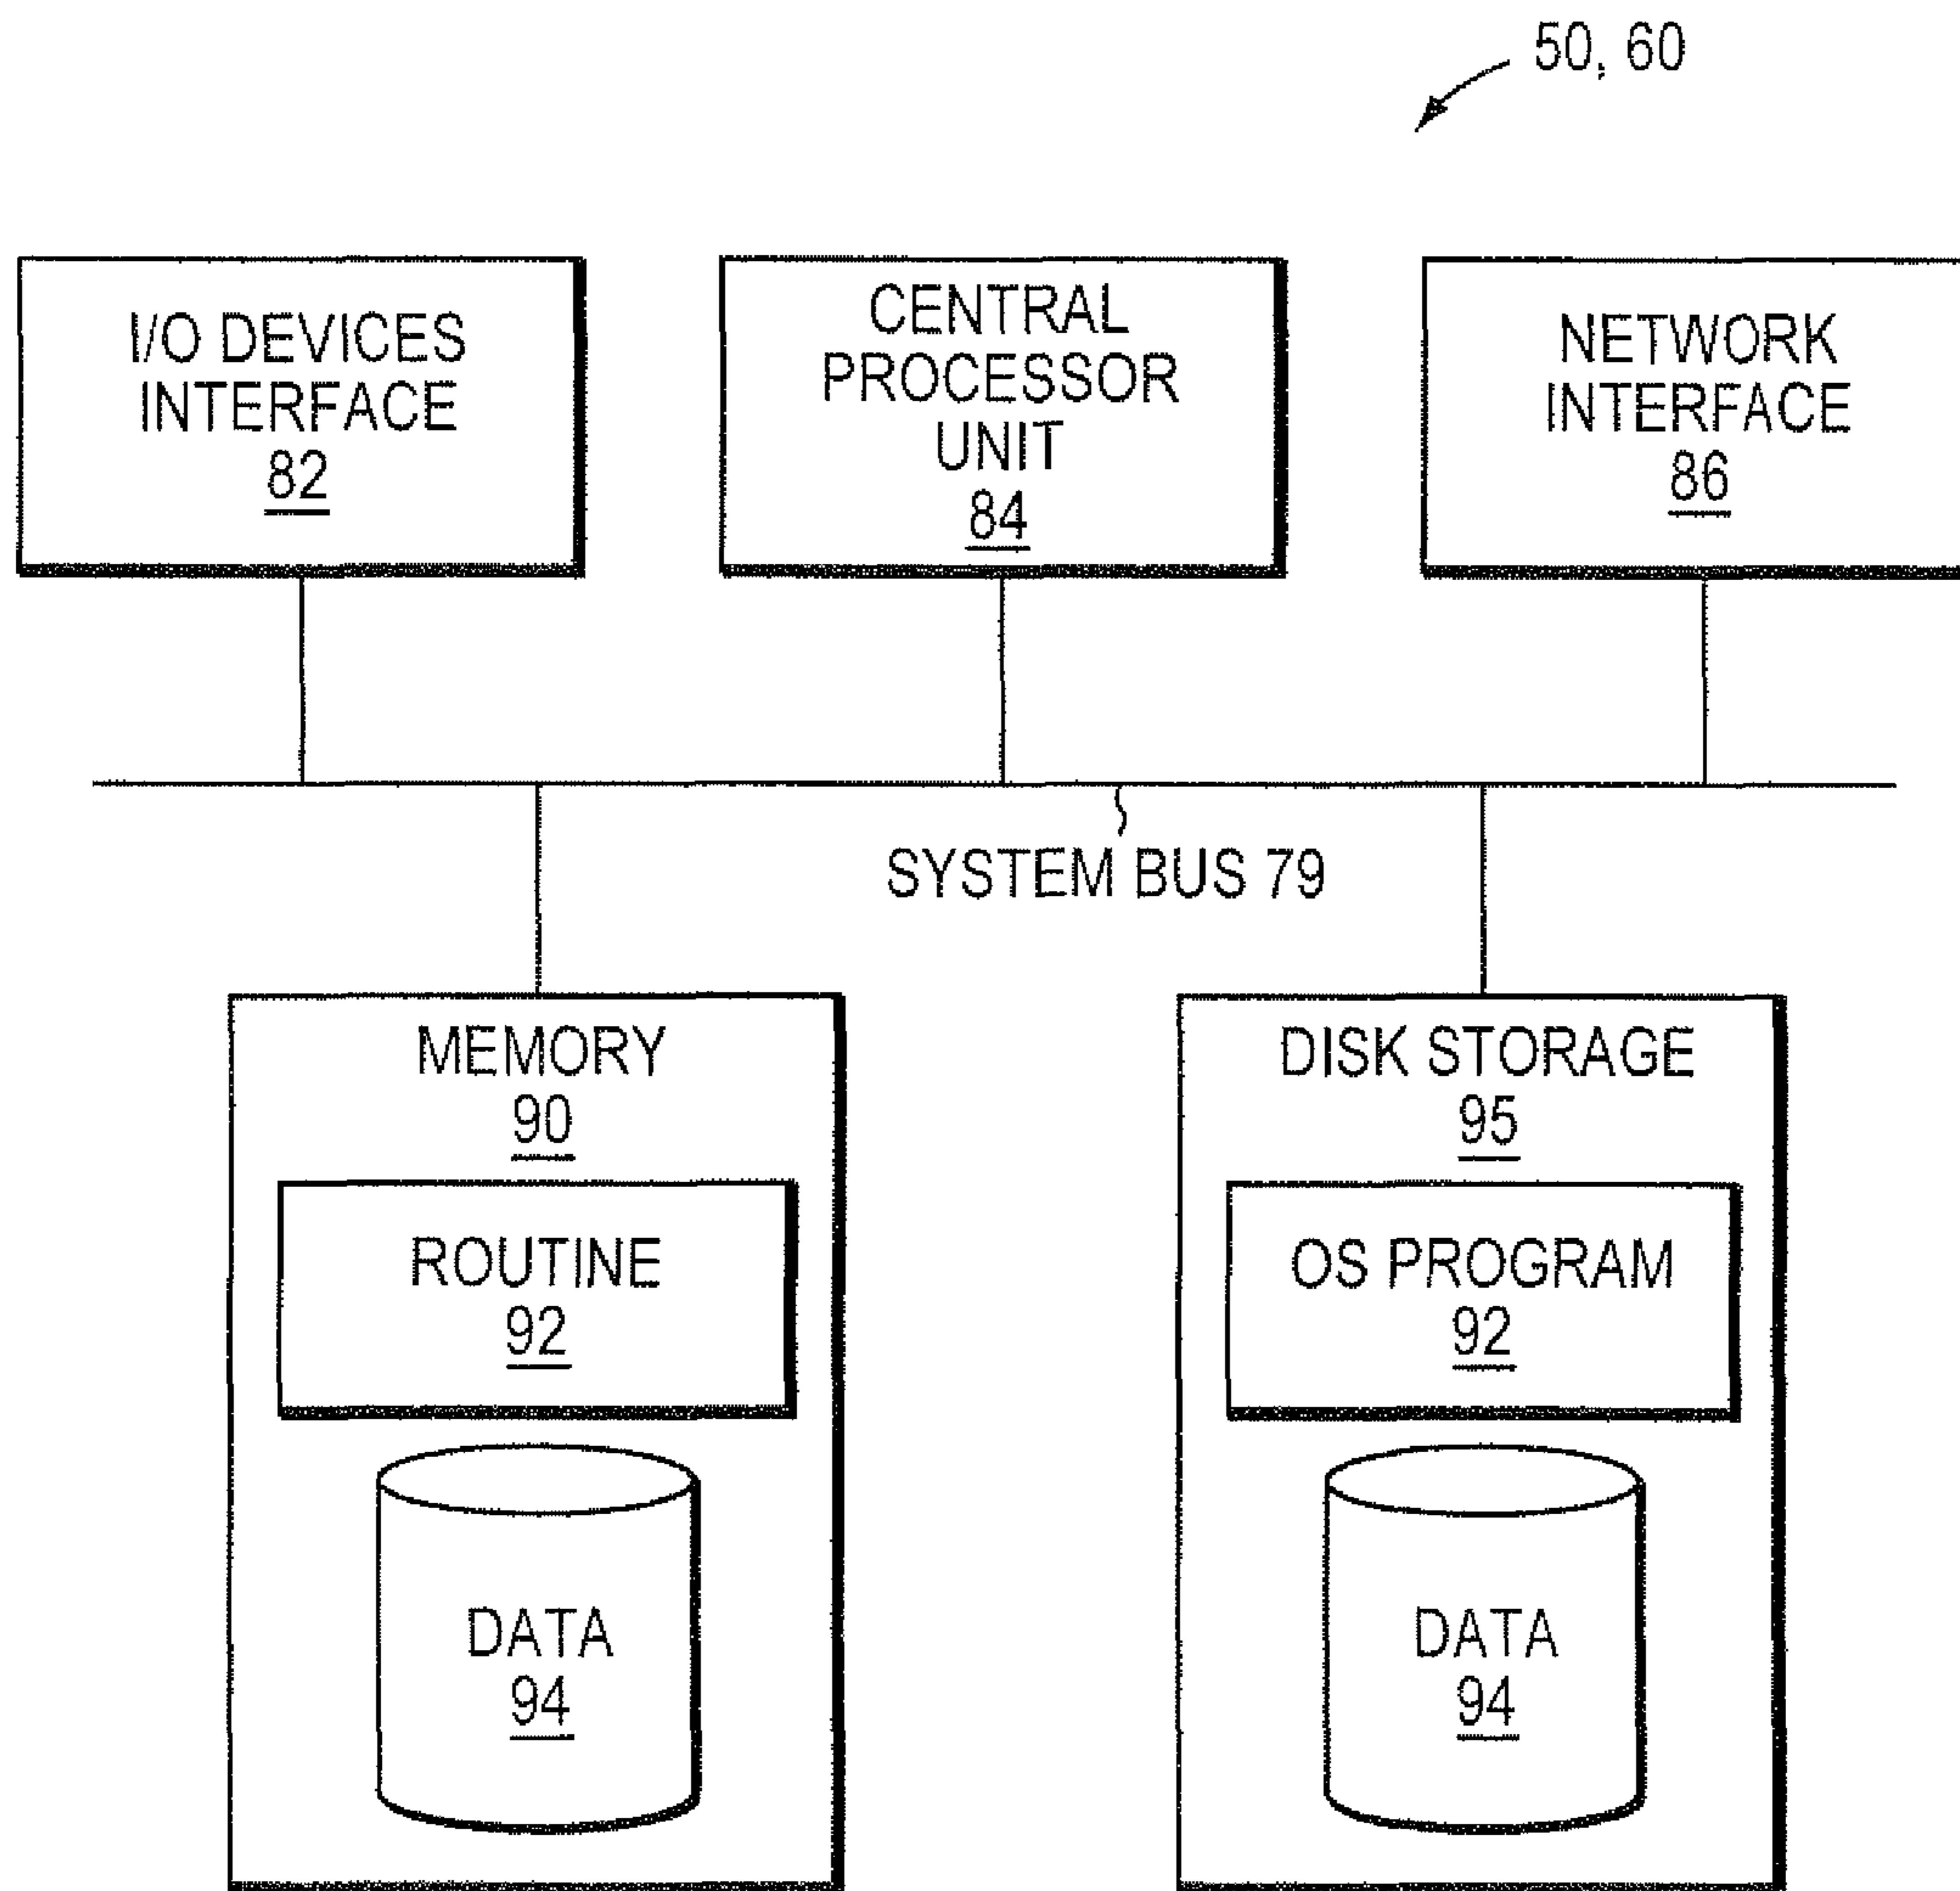 50, 60
I/O DEVICES
INTERFACE
82
CENTRAL
PROCESSOR
UNIT
84
NETWORK
INTERFACE
86
SYSTEM BUS 79
MEMORY
90
ROUTINE
92
DATA
94
DISK STORAGE
95
OS PROGRAM
92
DATA
94